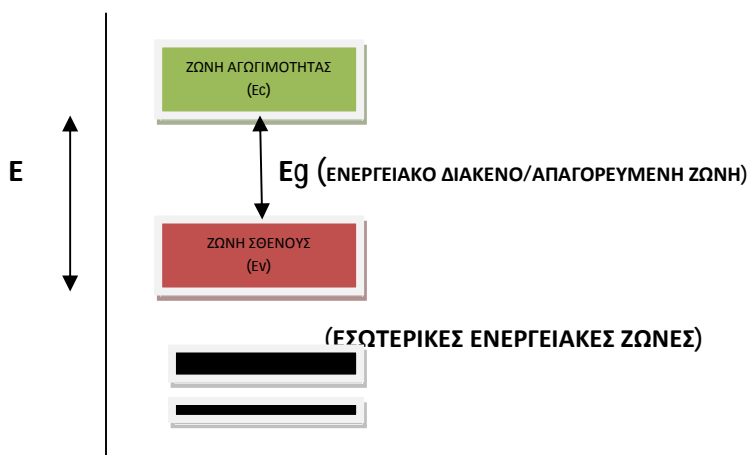 ΖΩΝΗ ΑΓΩΓΙΜΟΤΗΤΑΣ
(Ec)
E
Eg (ΕΝΕΡΓΕΙΑΚΟ ΔΙΑΚΕΝΟ/ΑΠΑΓΟΡΕΥΜΕΝΗ ΖΩΝΗ)
ΖΩΝΗ ΣΘΕΝΟΥΣ
(Ev)
(ΕΣΩΤΕΡΙΚΕΣ ΕΝΕΡΓΕΙΑΚΕΣ ΖΩΝΕΣ)